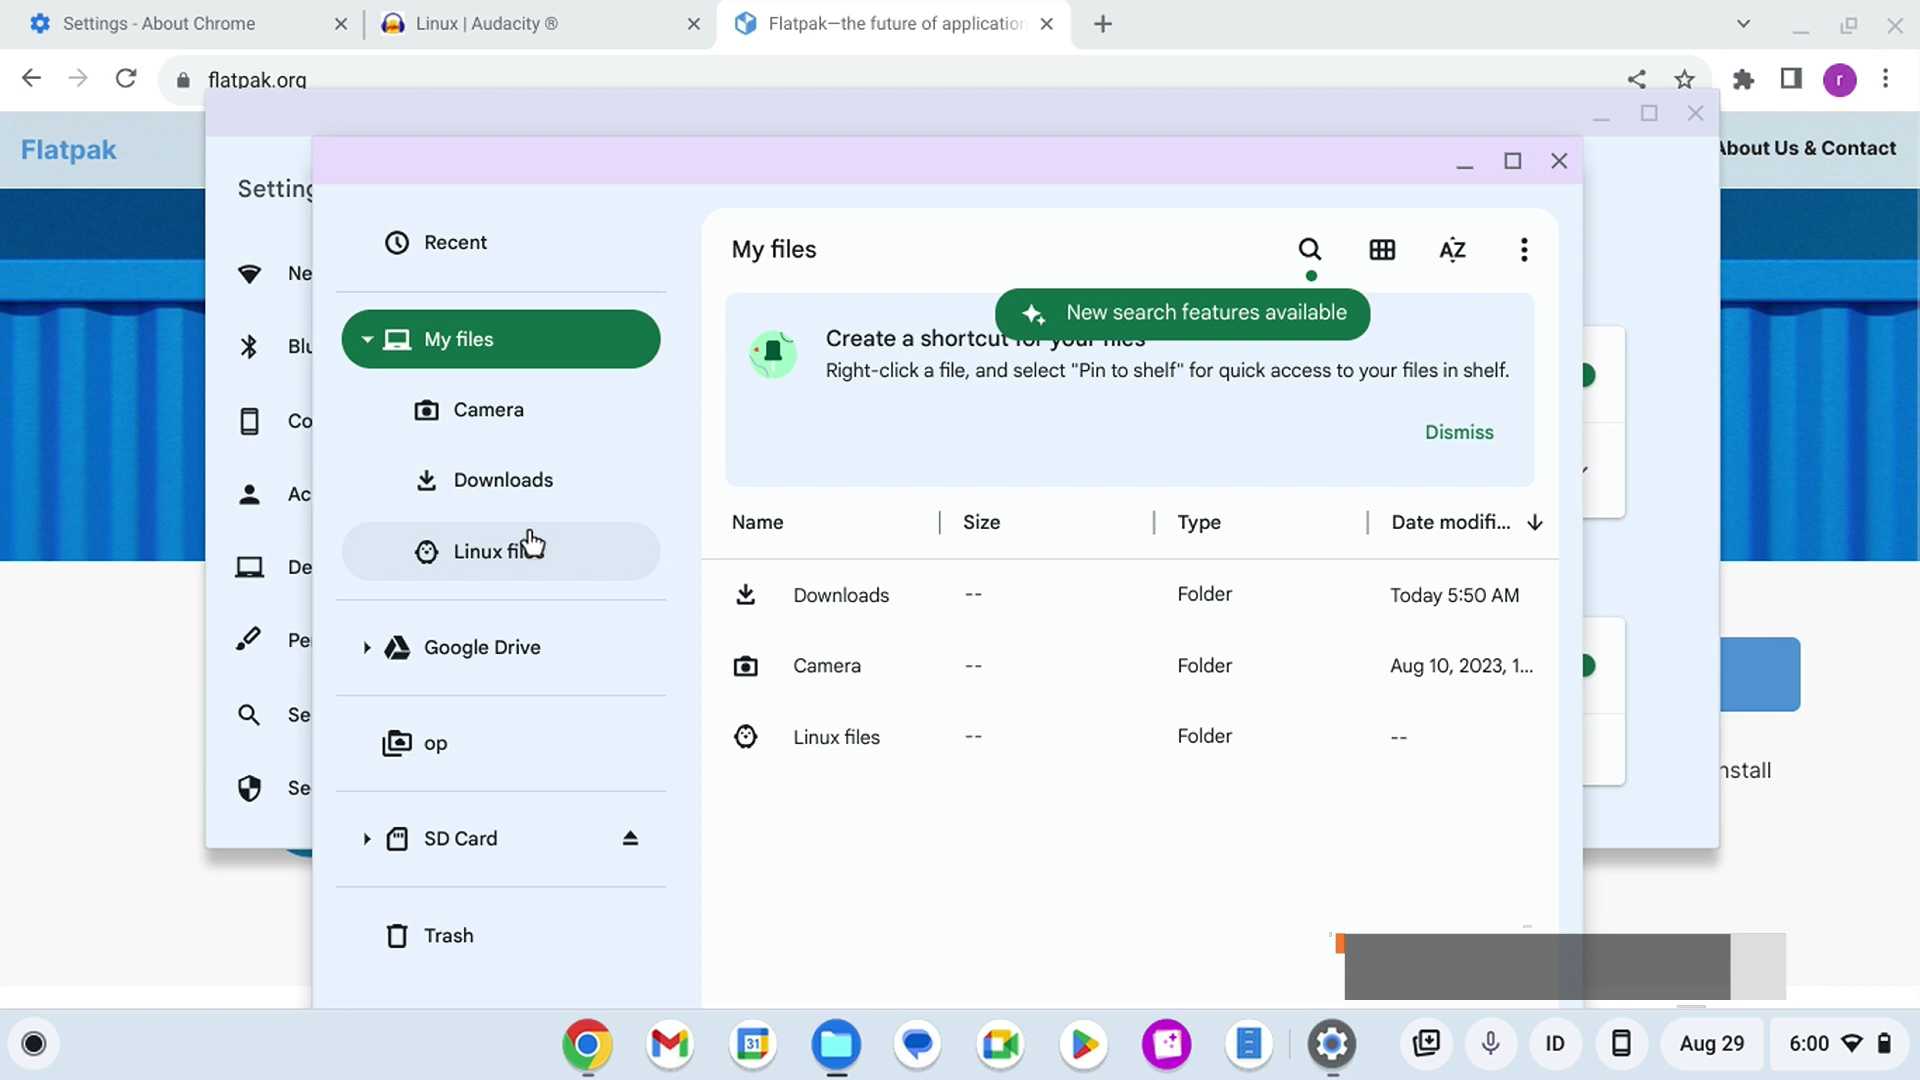 Settings - About Chrome
Linux | Audacity ®
Flatpak—the future of application
flatpak.org
r
Flatpak
About Us & Contact
Setting
Recent
My files
New search features available
Ne
My files
Create a shortcut for your files
Right-click a file, and select "Pin to shelf" for quick access to your files in shelf.
Blu
Camera
Co
Dismiss
Downloads
Ac
Name
Size
Type
Date modifi...
Linux files
De
Downloads
--
Folder
Today 5:50 AM
Pe
Google Drive
Camera
--
Folder
Aug 10, 2023, 1...
Se
op
Linux files
--
Folder
--
nstall
Se
SD Card
Trash
31
ID
Aug 29
6:00